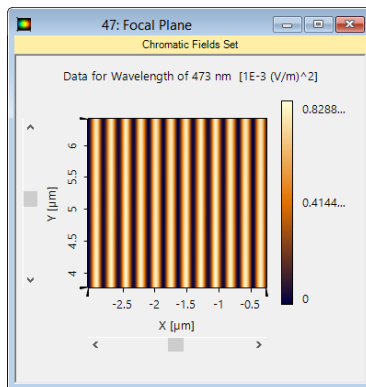 47: Focal Plane
Chromatic Fields Set
Data for Wavelength of 473 nm [1E-3 (V/m)^2]
0.8288...
0.4144...
0
Y [µm]
6
5.5
5
4.5
4
-2.5 -2 -1.5 -1 -0.5
X [µm]